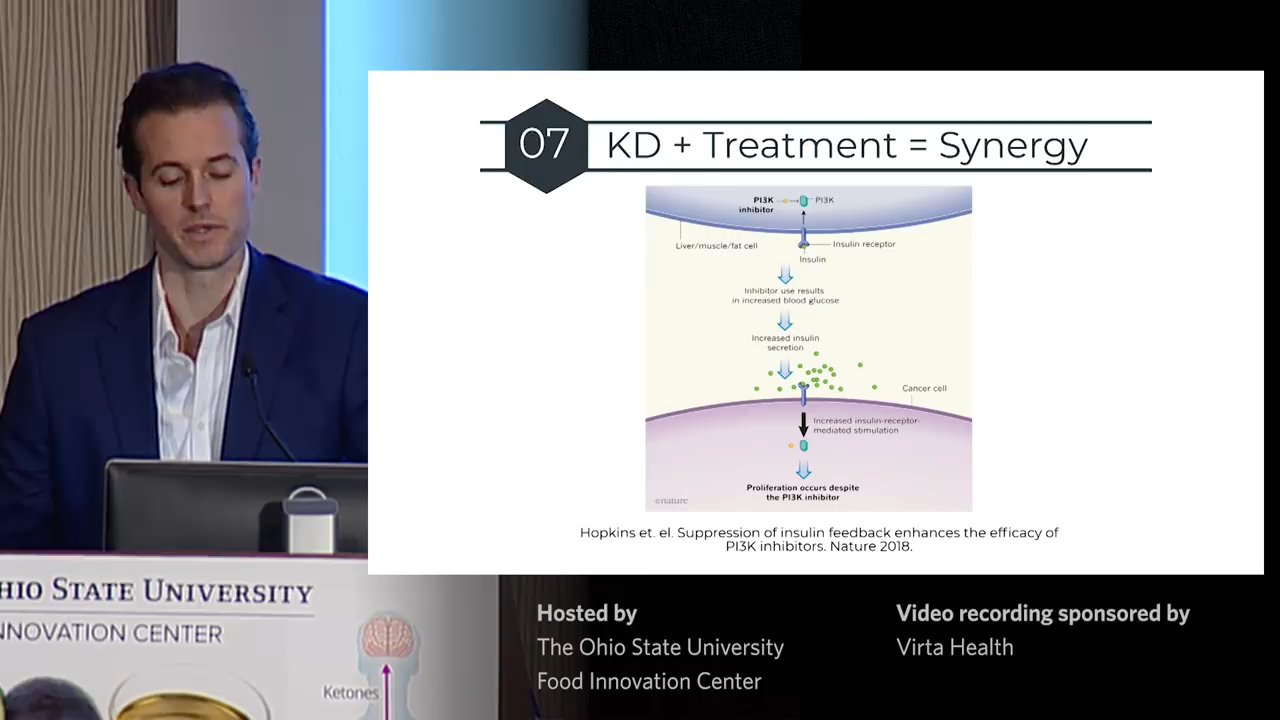 07
KD + Treatment = Synergy
PI3K
inhibitor
PI3K
Liver/muscle/fat cell
Insulin receptor
Insulin
Inhibitor use results
in increased blood glucose
Increased insulin
secretion
Cancer cell
Increased insulin-receptor-
mediated stimulation
Proliferation occurs despite
the PI3K inhibitor
©nature
Hopkins et. el. Suppression of insulin feedback enhances the efficacy of
PI3K inhibitors. Nature 2018.
HIO STATE UNIVERSITY
NNOVATION CENTER
Ketones
Hosted by
The Ohio State University
Food Innovation Center
Video recording sponsored by
Virta Health